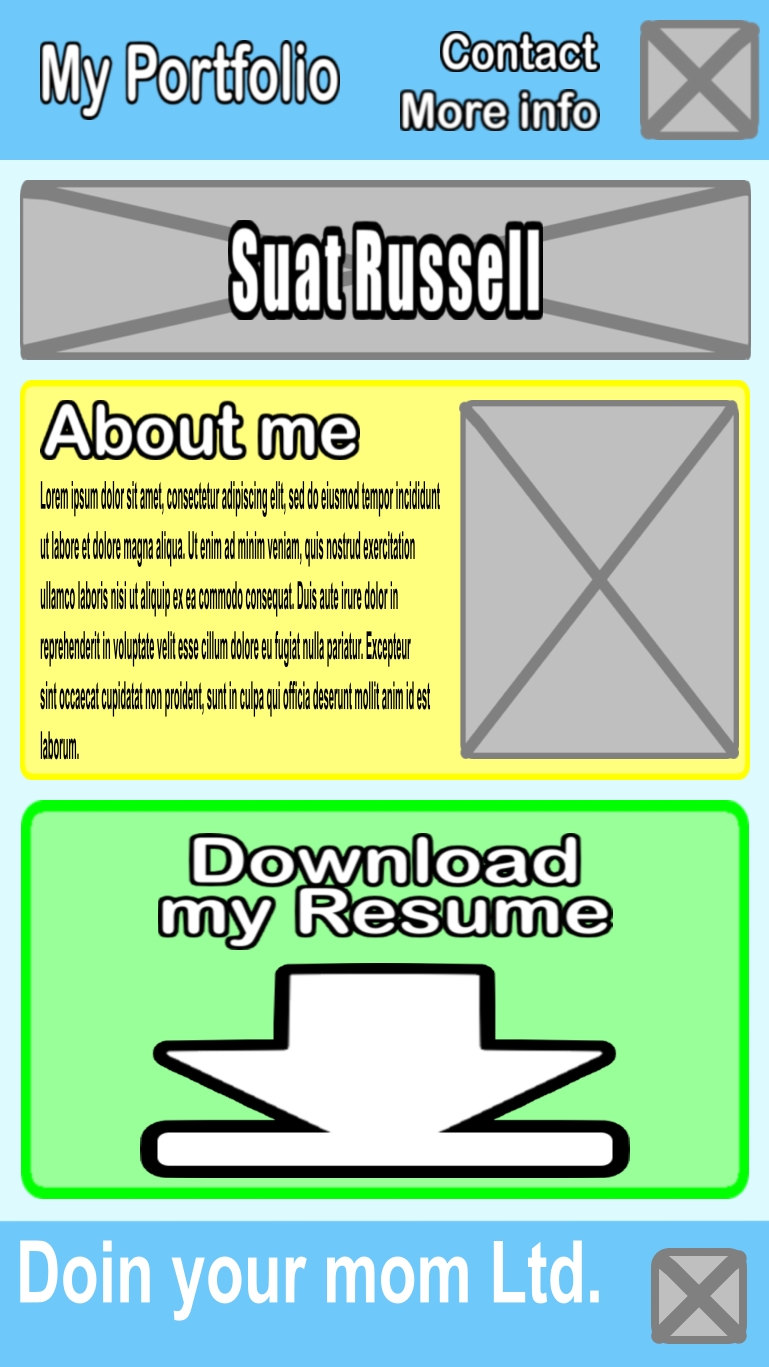 My Portfolio
Contact
More info
Suat Russell
About me
Lorem ipsum dolor sit amet, consectetur adipiscing elit, sed do eiusmod tempor incididunt
ut labore et dolore magna aliqua. Ut enim ad minim veniam, quis nostrud exercitation
ullamco laboris nisi ut aliquip ex ea commodo consequat. Duis aute irure dolor in
reprehenderit in voluptate velit esse cillum dolore eu fugiat nulla pariatur. Excepteur
sint occaecat cupidatat non proident, sunt in culpa qui officia deserunt mollit anim id est
laborum.
Download
my Resume
Doin your mom Ltd.